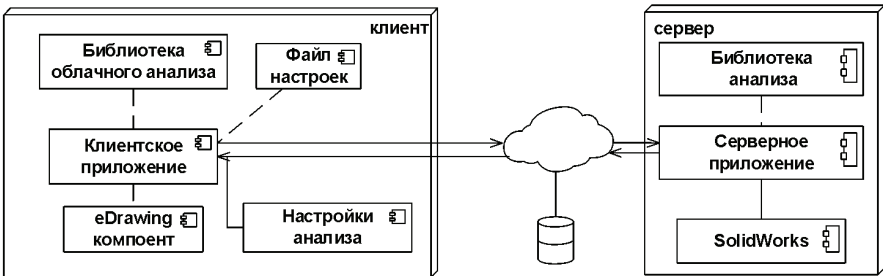 клиент
Библиотека
облачного анализа
Файл
настроек
Клиентское
приложение
eDrawing
компоент
Настройки
анализа
сервер
Библиотека
анализа
Серверное
приложение
SolidWorks